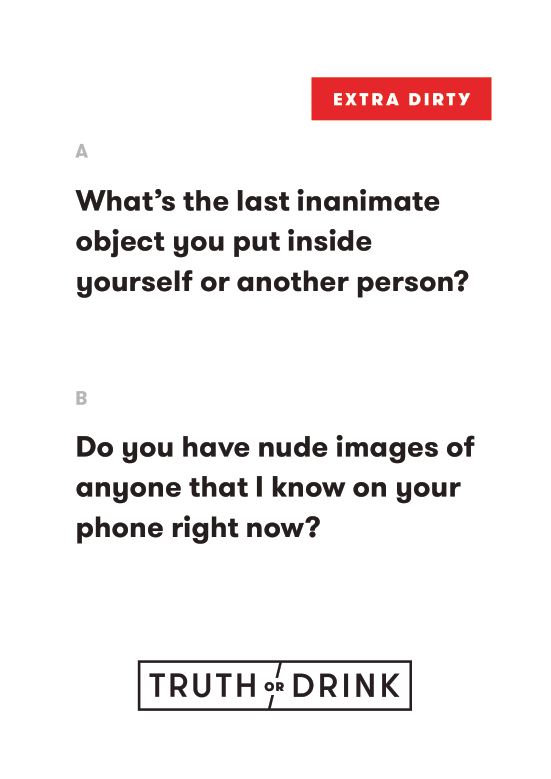 EXTRA DIRTY
A
What’s the last inanimate
object you put inside
yourself or another person?
B
Do you have nude images of
anyone that I know on your
phone right now?
TRUTH OR DRINK